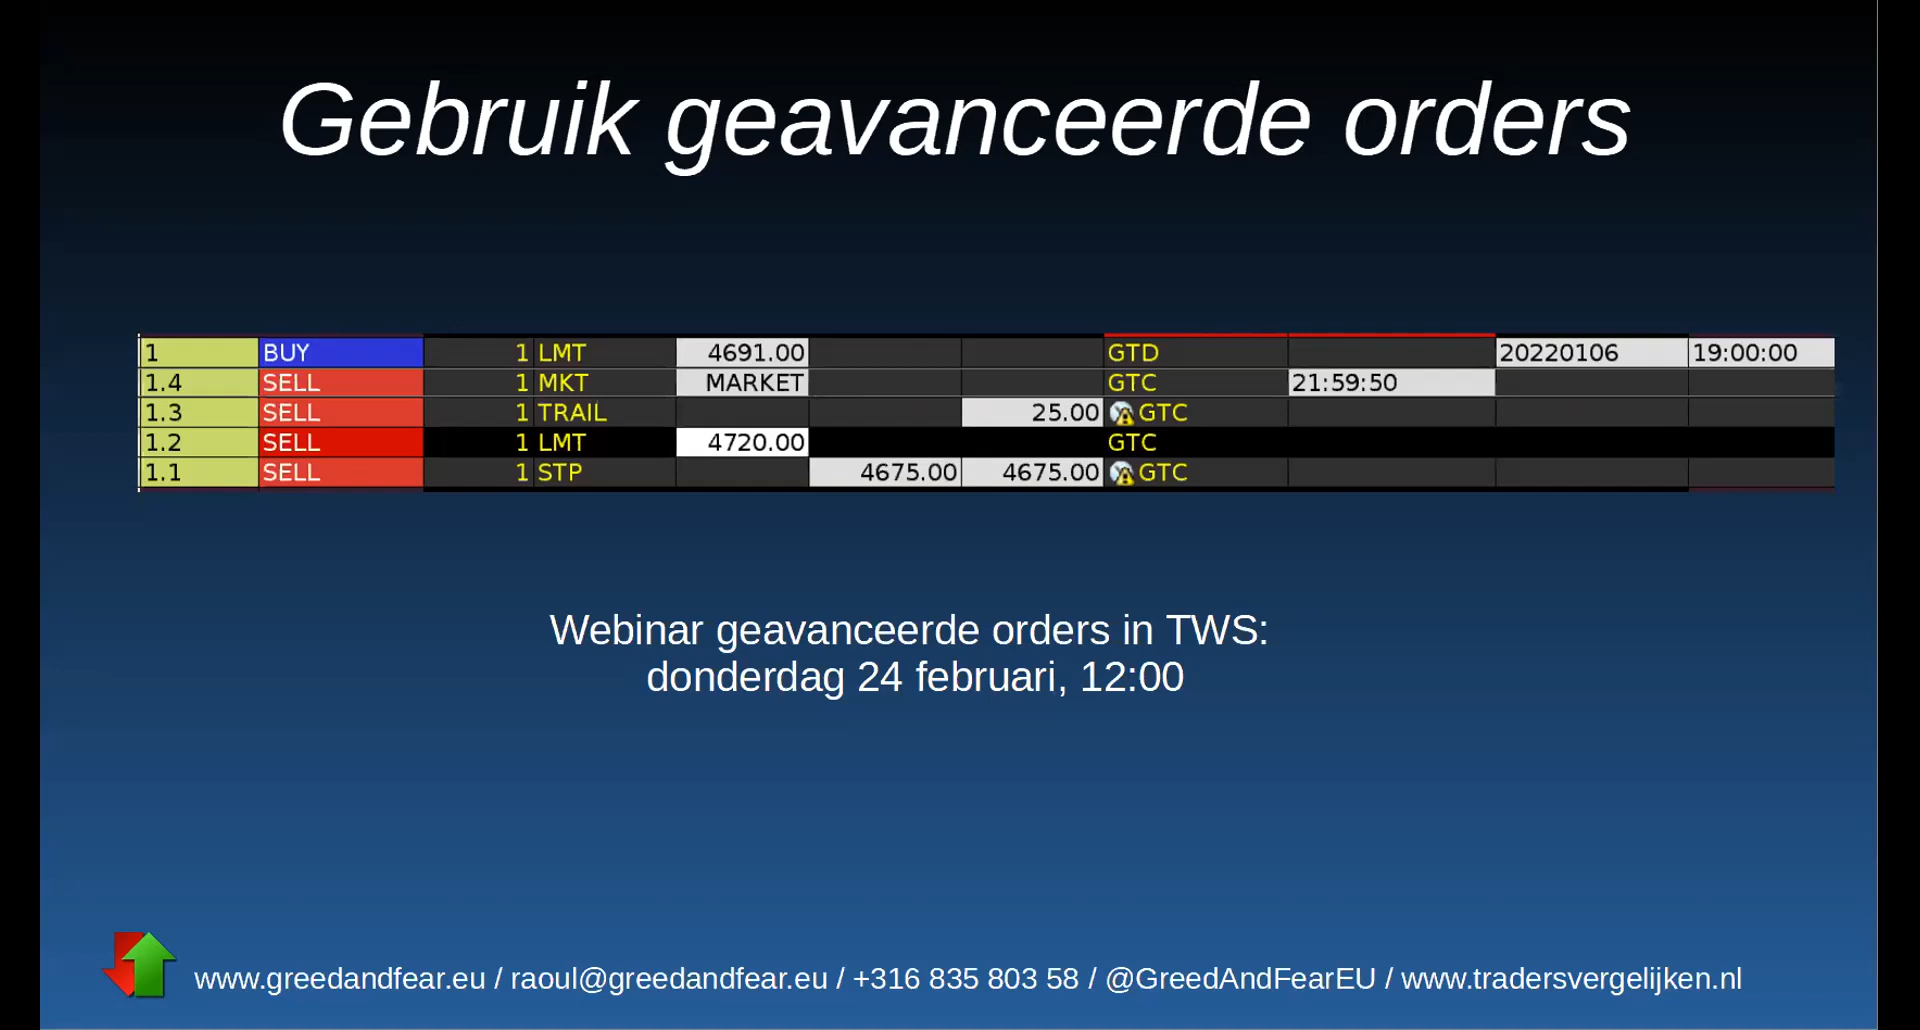 Gebruik geavanceerde orders
1 BUY 1 LMT 4691.00 GTD 20220106 19:00:00
1.4 SELL 1 MKT MARKET GTC 21:59:50
1.3 SELL 1 TRAIL 25.00 GTC
1.2 SELL 1 LMT 4720.00 GTC
1.1 SELL 1 STP 4675.00 4675.00 GTC
Webinar geavanceerde orders in TWS:
donderdag 24 februari, 12:00
www.greedandfear.eu / raoul@greedandfear.eu / +316 835 803 58 / @GreedAndFearEU / www.tradersvergelijken.nl